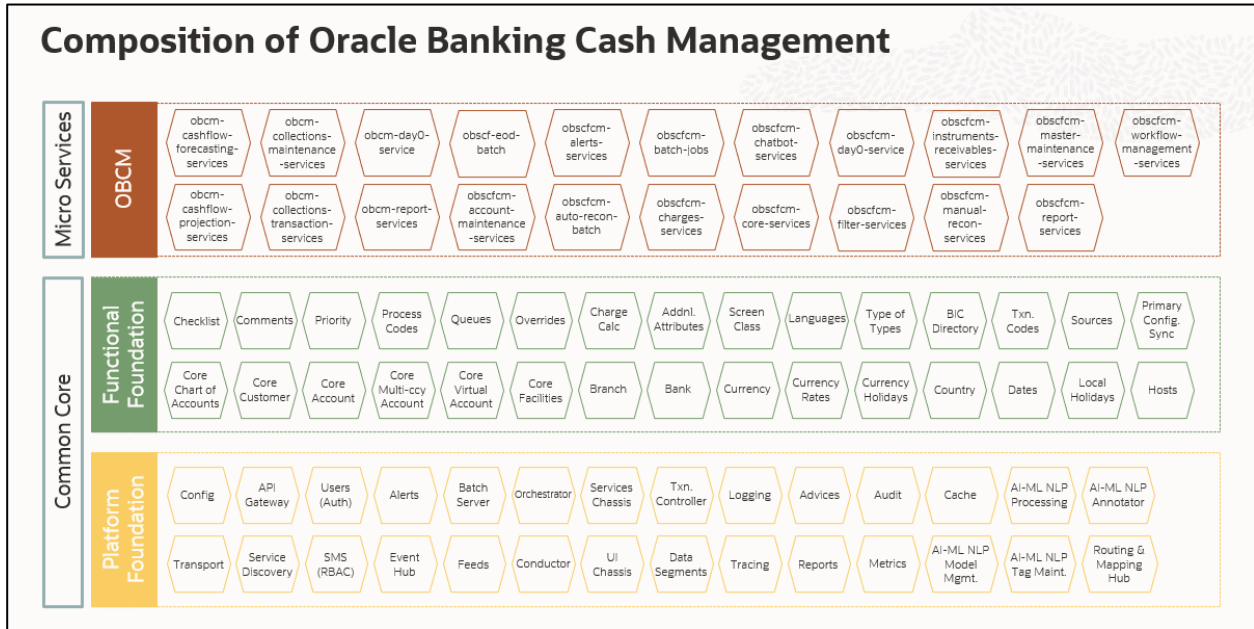 Composition of Oracle Banking Cash Management
Micro Services
OBCM
obcm-
cashflow-
forecasting-
services
obcm-
collections-
maintenance
-services
obcm-day0-
service
obscf-eod-
batch
obscfcm-
alerts-
services
obscfcm-
batch-jobs
obscfcm-
chatbot-
services
obscfcm-
day0-service
obscfcm-
instruments-
receivables-
services
obscfcm-
master-
maintenance
-services
obscfcm-
workflow-
management
-services
obcm-
cashflow-
projection-
services
obcm-
collections-
transaction-
services
obcm-report-
services
obscfcm-
account-
maintenance
-services
obscfcm-
auto-recon-
batch
obscfcm-
charges-
services
obscfcm-
core-services
obscfcm-
filter-services
obscfcm-
manual-
recon-
services
obscfcm-
report-
services
Common Core
Functional
Foundation
Checklist
Comments
Priority
Process
Codes
Queues
Overrides
Charge
Calc
Addnl.
Attributes
Screen
Class
Languages
Type of
Types
BIC
Directory
Txn.
Codes
Sources
Primary
Config.
Sync
Core
Chart of
Accounts
Core
Customer
Core
Account
Core
Multi-ccy
Account
Core
Virtual
Account
Core
Facilities
Branch
Bank
Currency
Currency
Rates
Currency
Holidays
Country
Dates
Local
Holidays
Hosts
Platform
Foundation
Config
API
Gateway
Users
(Auth)
Alerts
Batch
Server
Orchestrator
Services
Chassis
Txn.
Controller
Logging
Advices
Audit
Cache
AI-ML NLP
Processing
AI-ML NLP
Annotator
Transport
Service
Discovery
SMS
(RBAC)
Event
Hub
Feeds
Conductor
UI
Chassis
Data
Segments
Tracing
Reports
Metrics
AI-ML NLP
Model
Mgmt.
AI-ML NLP
Tag Maint.
Routing &
Mapping
Hub